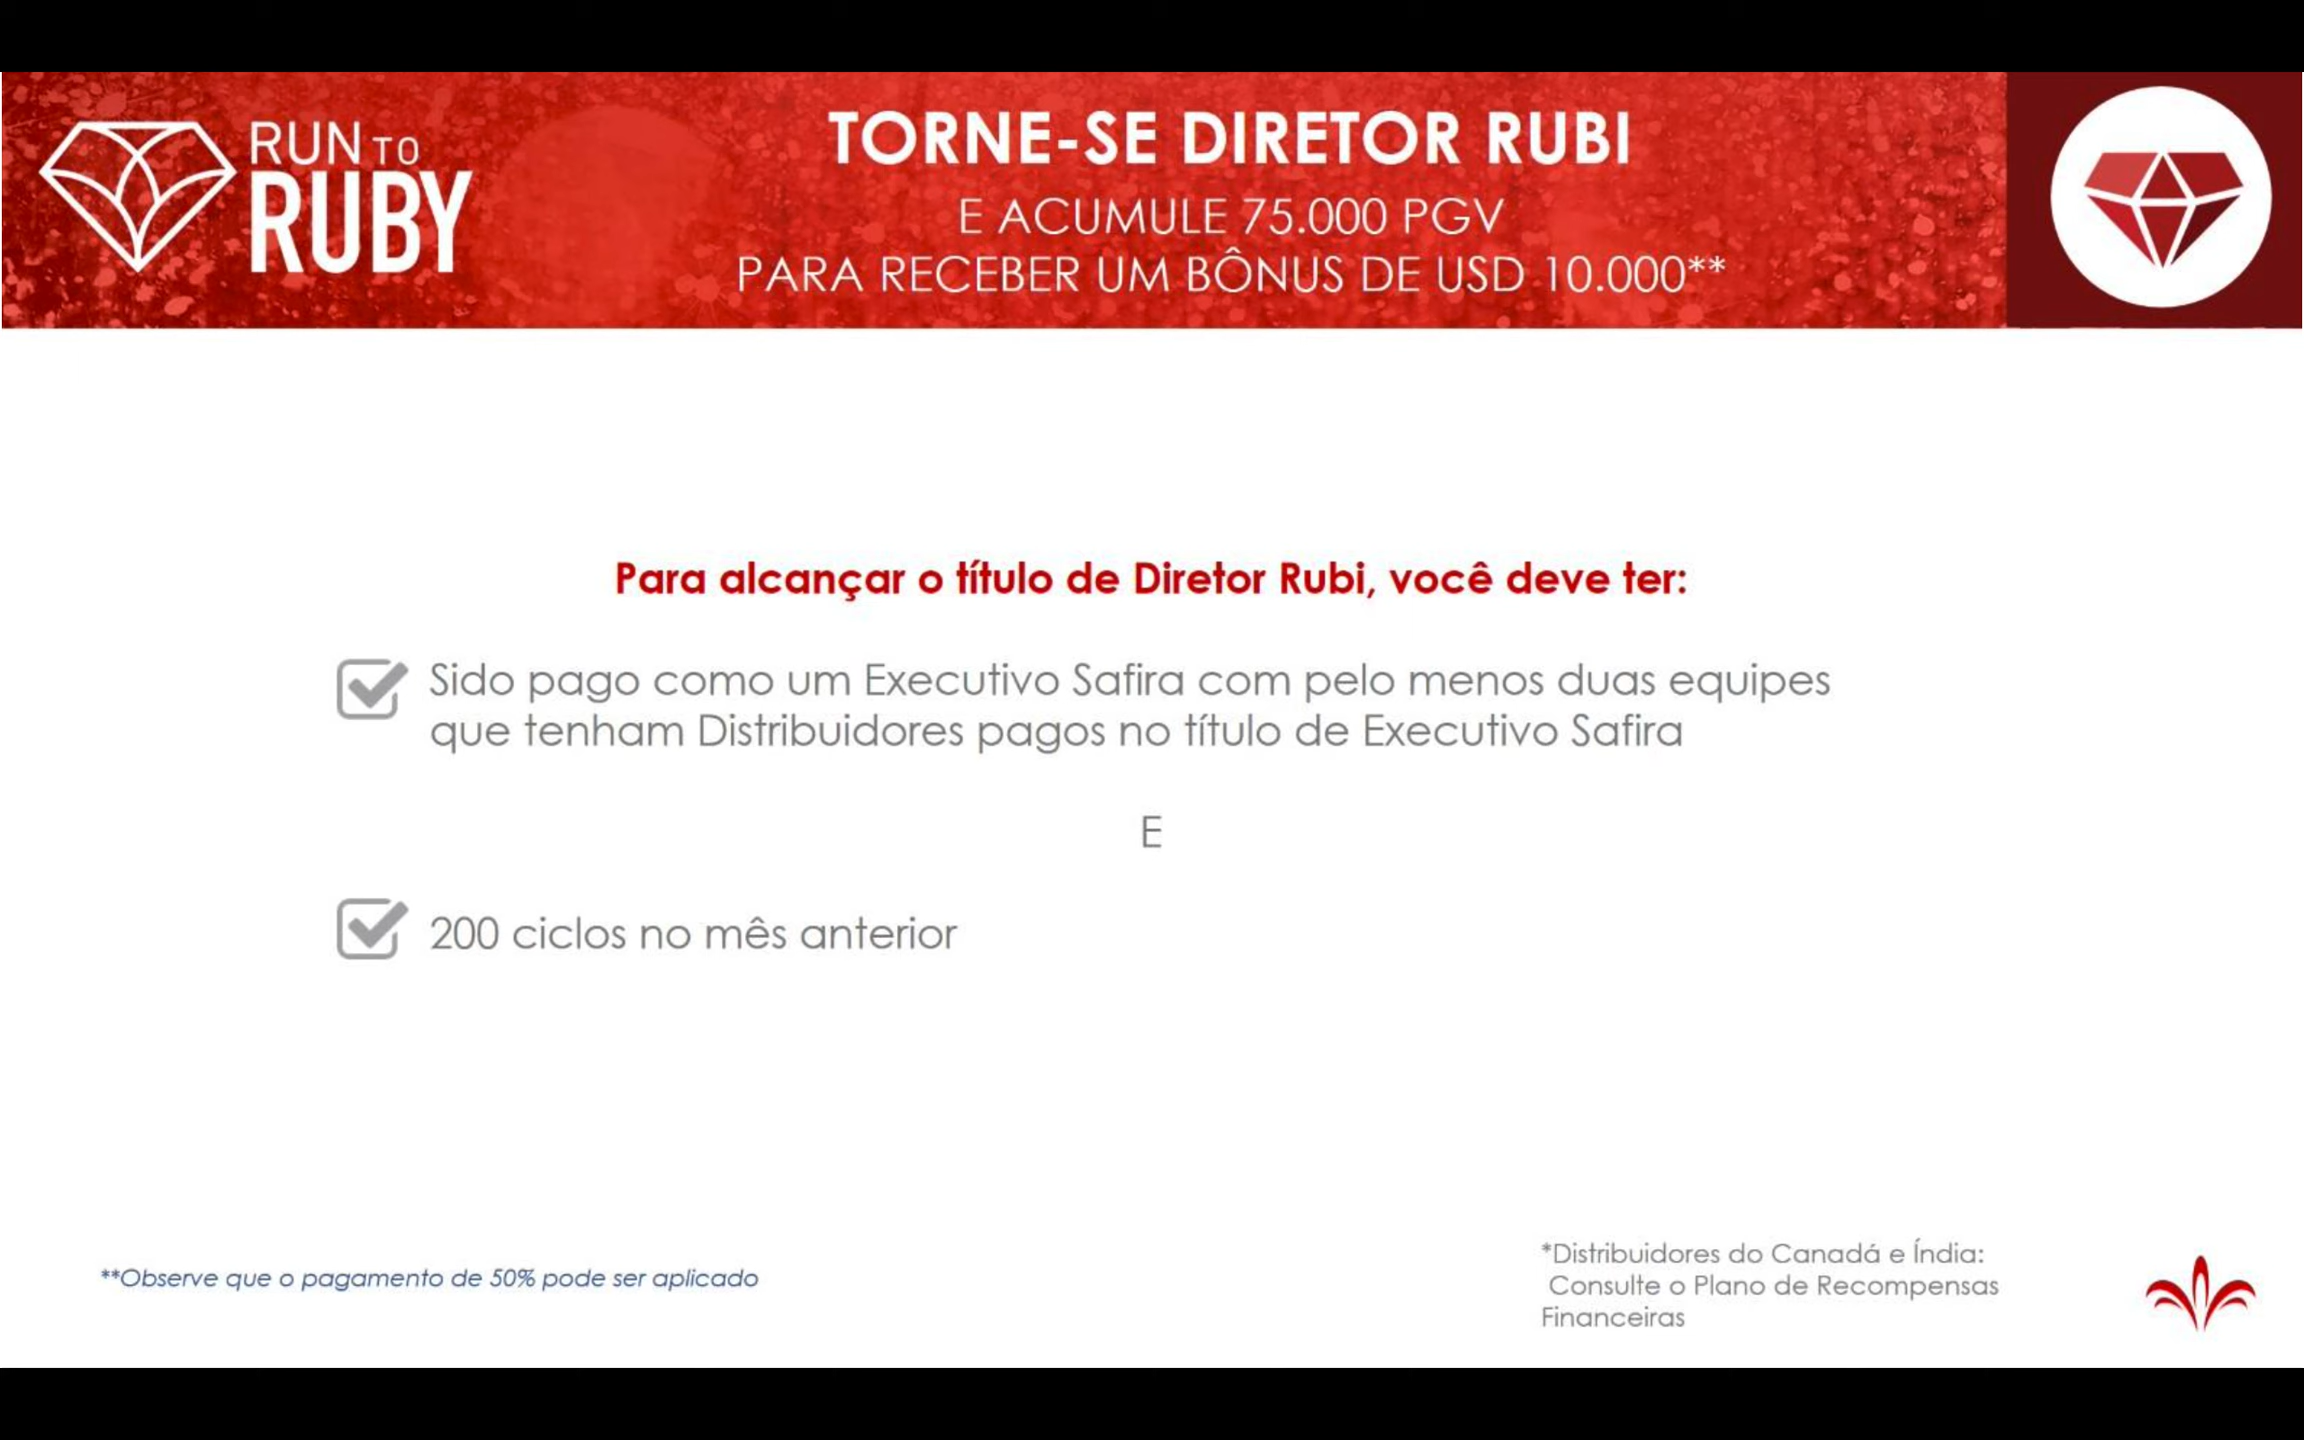 RUN TO
RUBY
TORNE-SE DIRETOR RUBI
E ACUMULE 75.000 PGV
PARA RECEBER UM BÔNUS DE USD 10.000**
Para alcançar o título de Diretor Rubi, você deve ter:
Sido pago como um Executivo Safira com pelo menos duas equipes
que tenham Distribuidores pagos no título de Executivo Safira
E
200 ciclos no mês anterior
**Observe que o pagamento de 50% pode ser aplicado
*Distribuidores do Canadá e Índia:
Consulte o Plano de Recompensas
Financeiras